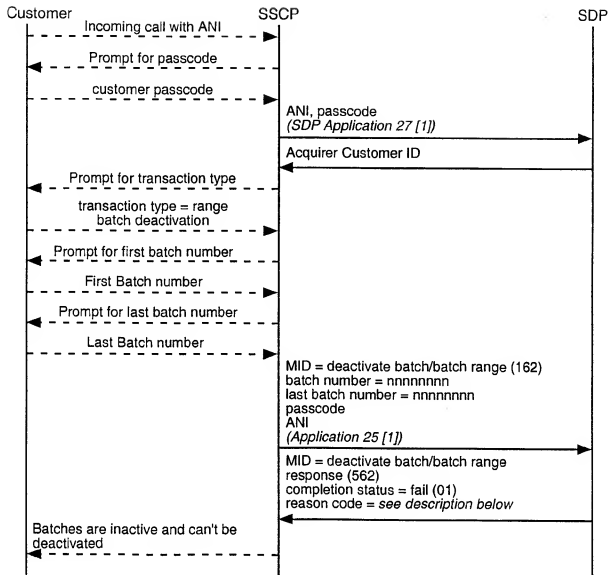 Customer
SSCP
SDP
Incoming call with ANI
Prompt for passcode
customer passcode
ANI, passcode
(SDP Application 27 [1])
Acquirer Customer ID
Prompt for transaction type
transaction type = range
batch deactivation
Prompt for first batch number
First Batch number
Prompt for last batch number
Last Batch number
MID = deactivate batch/batch range (162)
batch number = nnnnnnnn
last batch number = nnnnnnnn
passcode
ANI
(Application 25 [1])
MID = deactivate batch/batch range
response (562)
completion status = fail (01)
reason code = see description below
Batches are inactive and can't be
deactivated